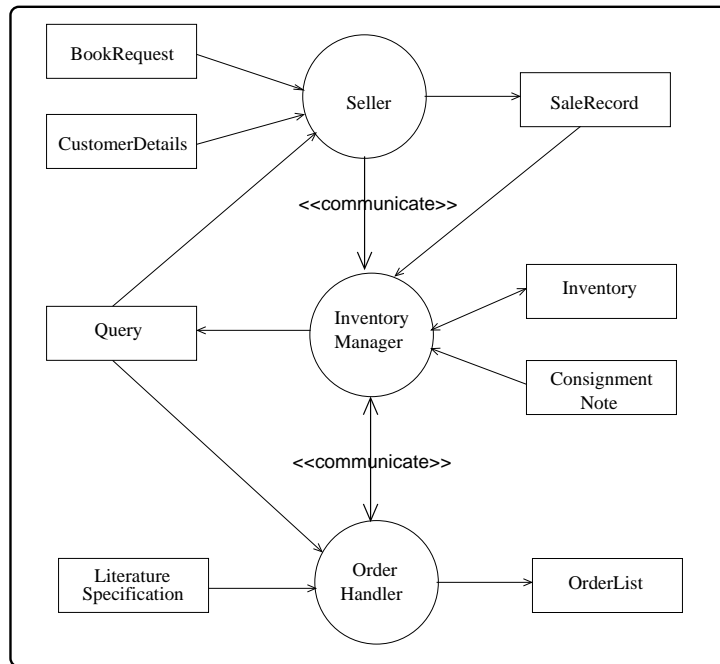 BookRequest
Seller
SaleRecord
CustomerDetails
<<communicate>>
Query
Inventory
Manager
Inventory
Consignment
Note
<<communicate>>
Literature
Specification
Order
Handler
OrderList